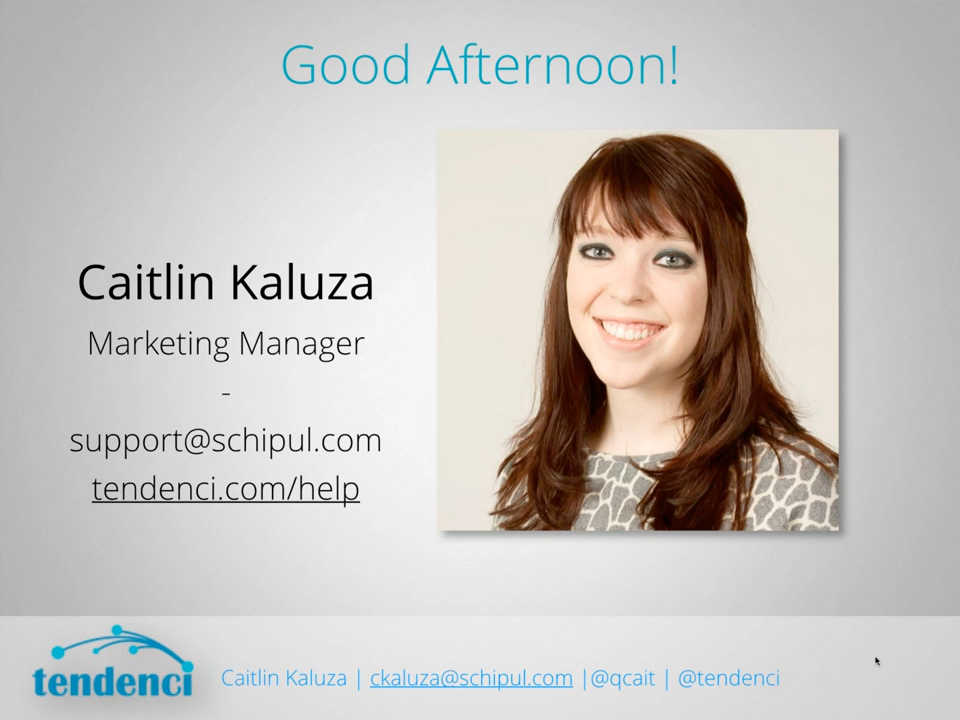 Good Afternoon!
Caitlin Kaluza
Marketing Manager
-
support@schipul.com
tendenci.com/help
tendenci
Caitlin Kaluza | ckaluza@schipul.com |@qcait | @tendenci